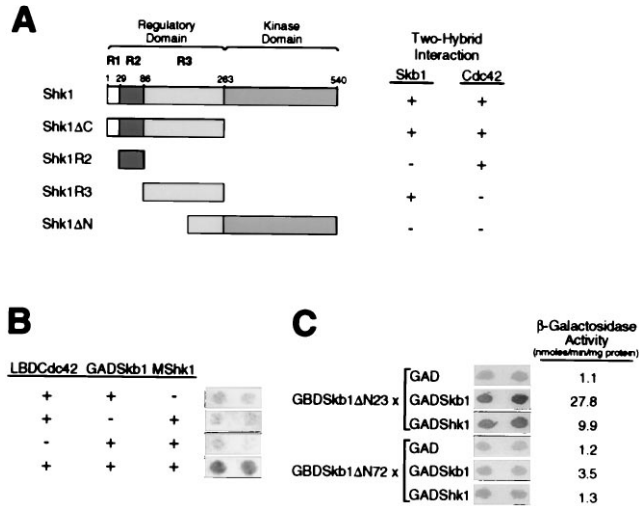 A
Regulatory Domain
Kinase Domain
Two-Hybrid Interaction
R1 R2 R3
Skb1 Cdc42
1 29 86 263 540
Shk1 + +
Shk1ΔC + +
Shk1R2 - +
Shk1R3 + -
Shk1ΔN - -
B
LBDCdc42 GADSkb1 MShk1
+ + -
+ - +
- + +
+ + +
C
β-Galactosidase Activity
(nmoles/min/mg protein)
GBDSkb1ΔN23 x
GAD 1.1
GADSkb1 27.8
GADShk1 9.9
GBDSkb1ΔN72 x
GAD 1.2
GADSkb1 3.5
GADShk1 1.3